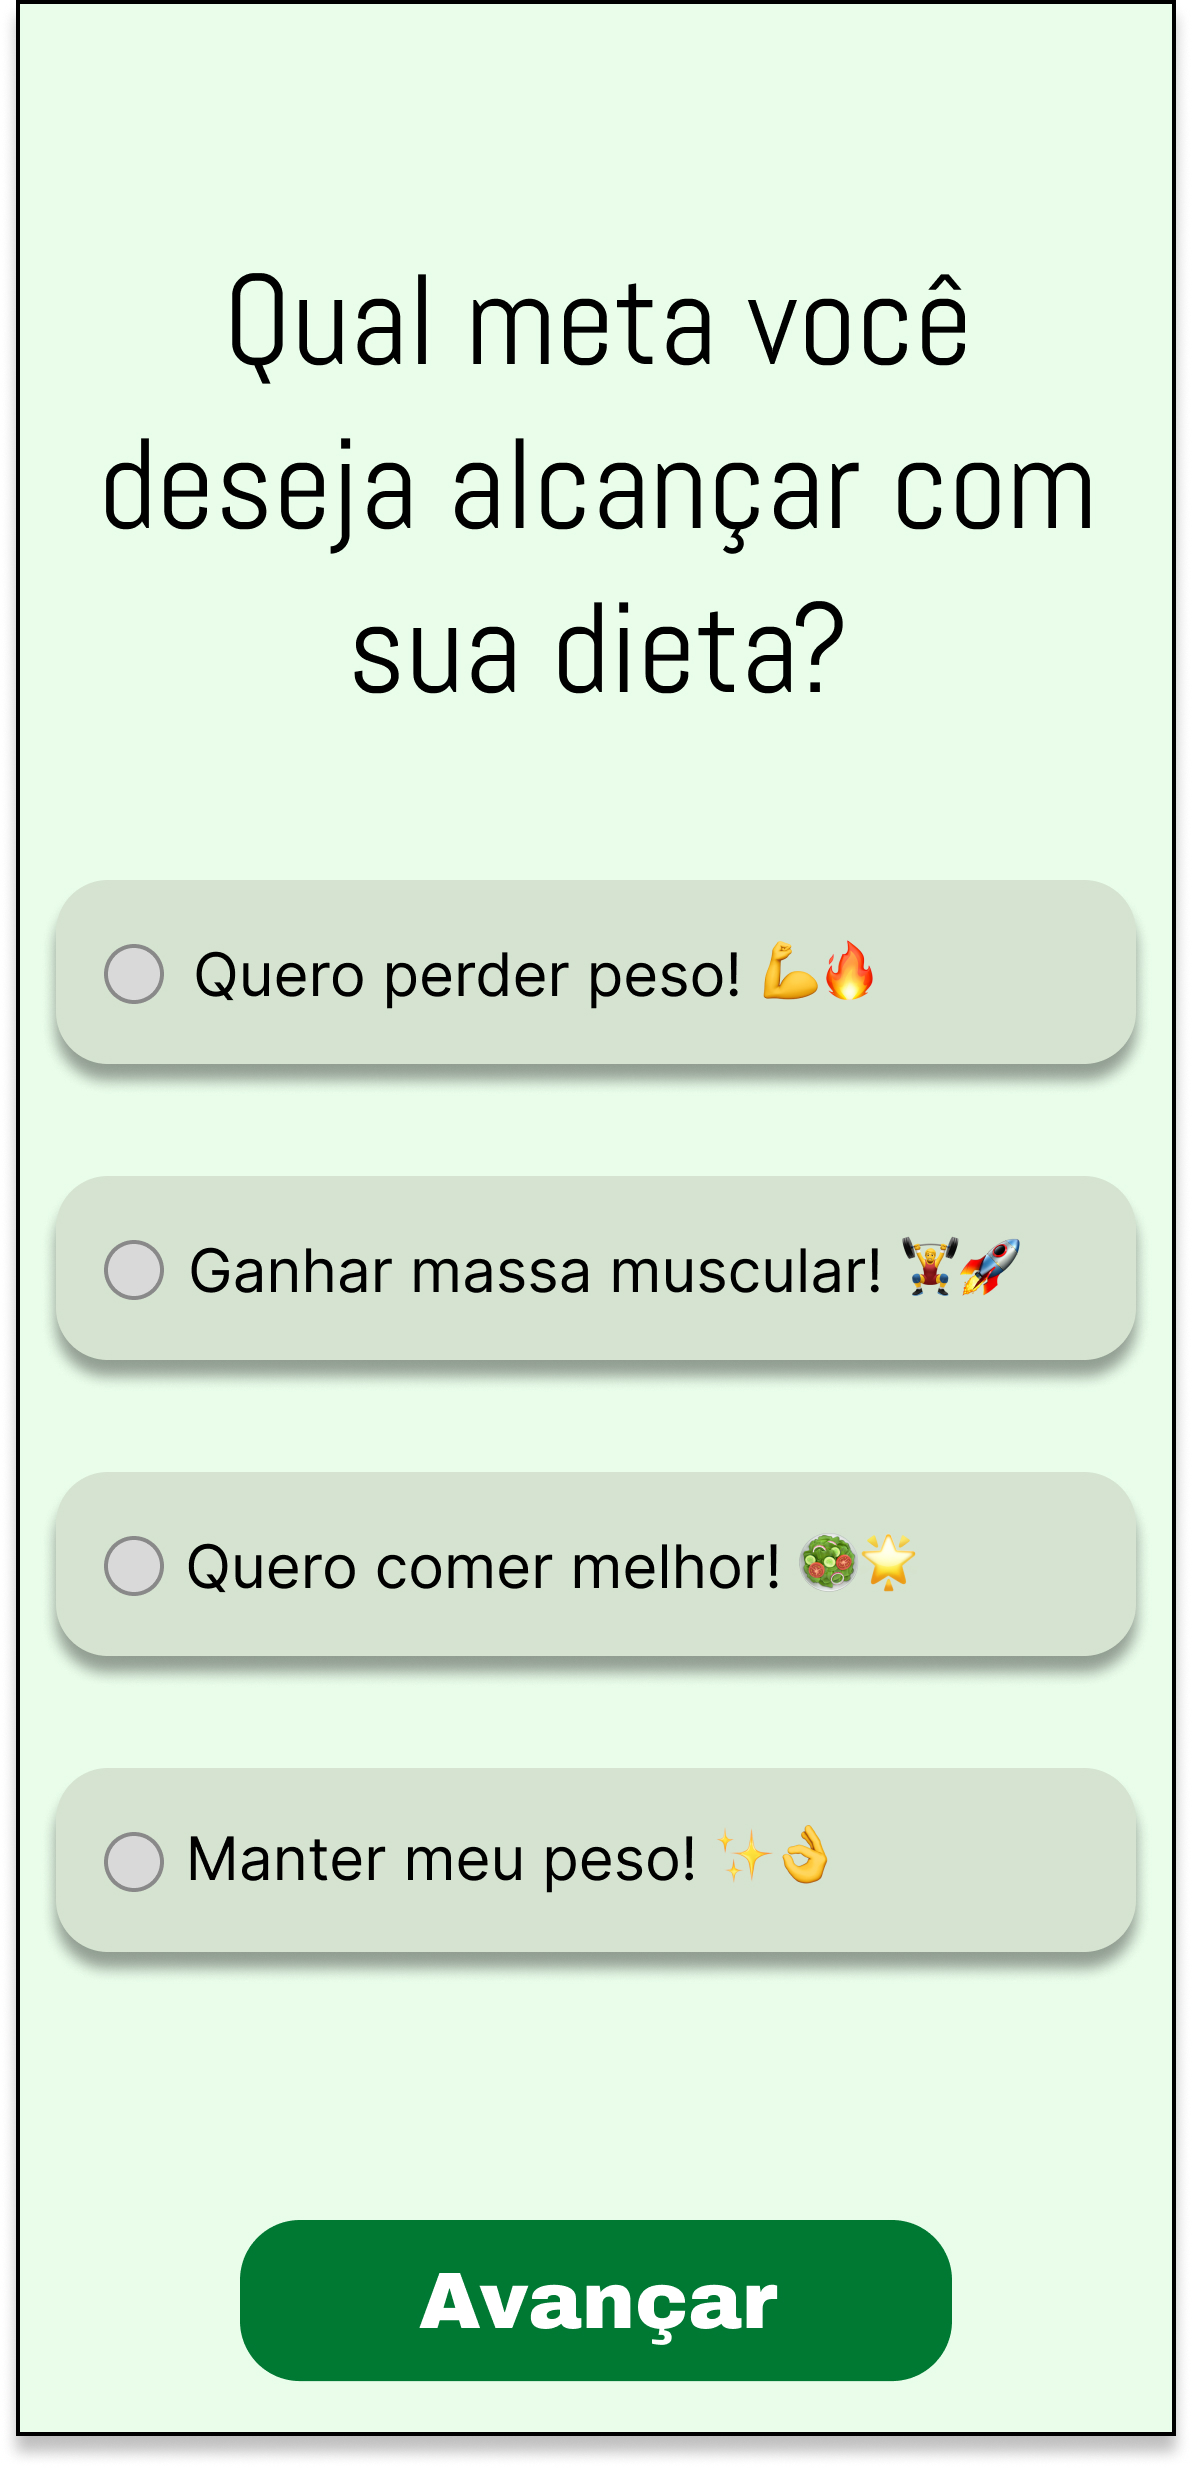 Qual meta você
deseja alcançar com
sua dieta?
Quero perder peso! 💪🔥
Ganhar massa muscular! 🏋️🚀
Quero comer melhor! 🥗🌟
Manter meu peso! ✨👌
Avançar